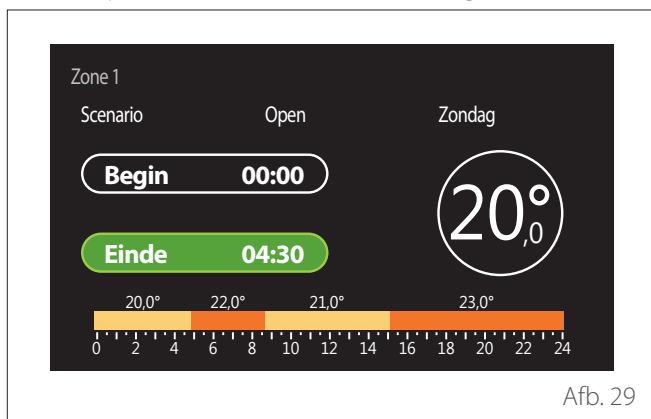 Zone 1
Scenario Open Zondag
Begin 00:00
20°,0
Einde 04:30
20,0° 22,0° 21,0° 23,0°
0 2 4 6 8 10 12 14 16 18 20 22 24
Afb. 29